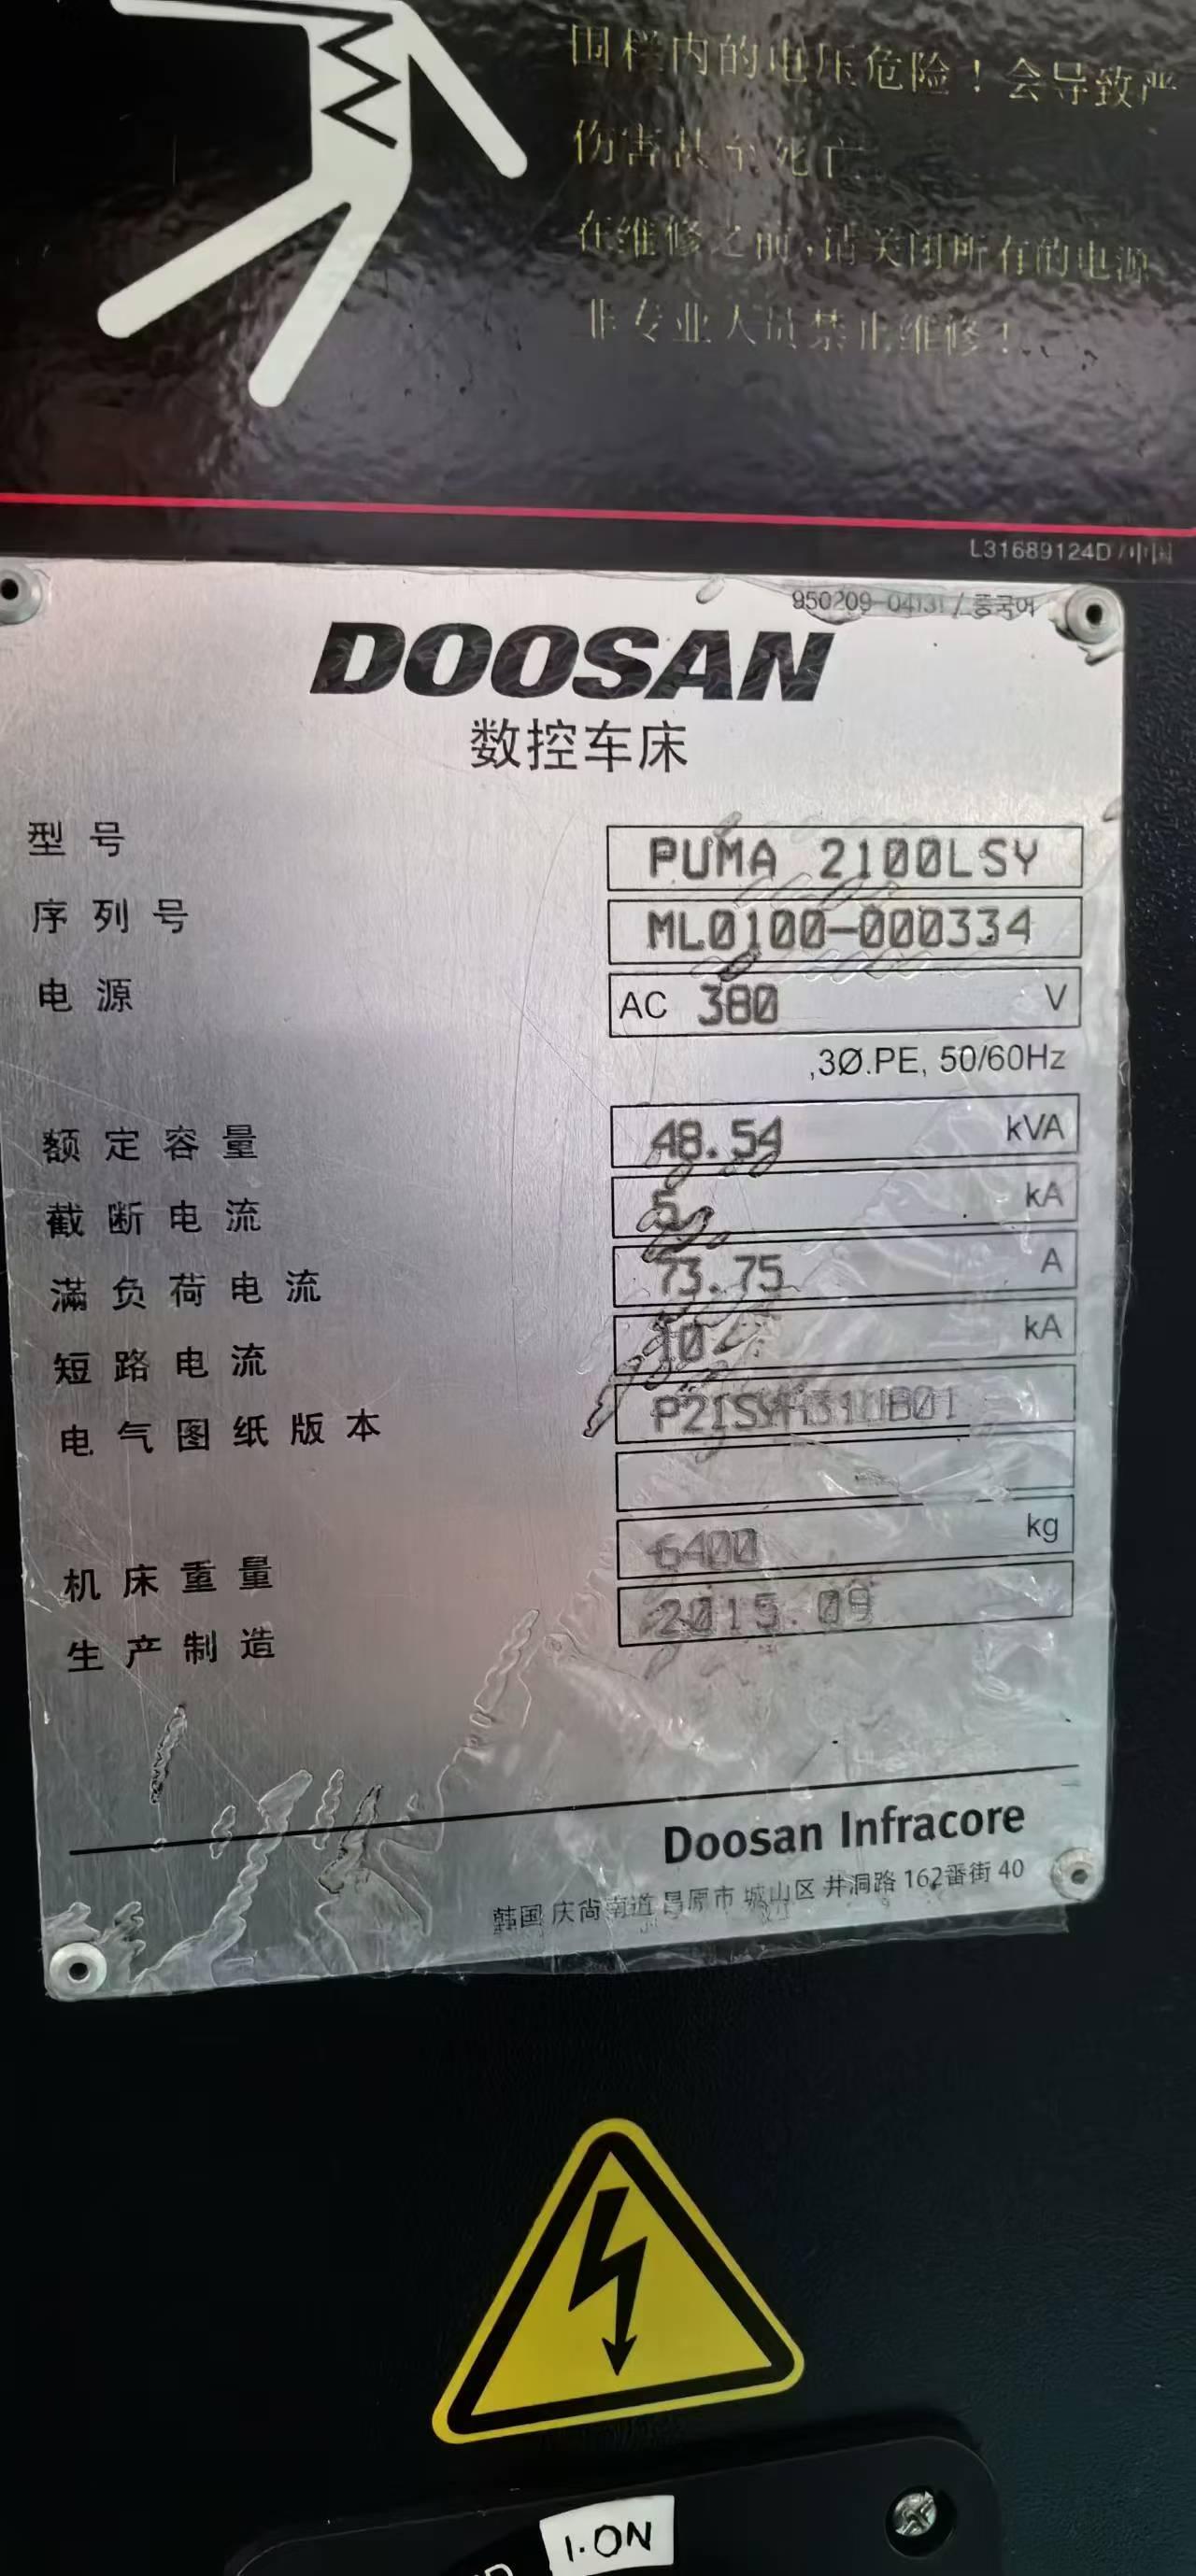 围栏内的电压危险！会导致严
伤害甚至死亡
在维修之前，请关闭所有的电源
非专业人员禁止维修！
L31689124D / 中国
950209-04131 / 중국어
DOOSAN
数控车床
型号 PUMA 2100LSY
序列号 ML0100-000334
电源 AC 380 V
,3Ø.PE, 50/60Hz
额定容量 48.54 kVA
截断电流 5 kA
满负荷电流 73.75 A
短路电流 10 kA
电气图纸版本
机床重量 6400 kg
生产制造 2015.09
Doosan Infracore
韩国 庆尚南道 昌原市 城山区 井洞路 162番街 40
1.ON